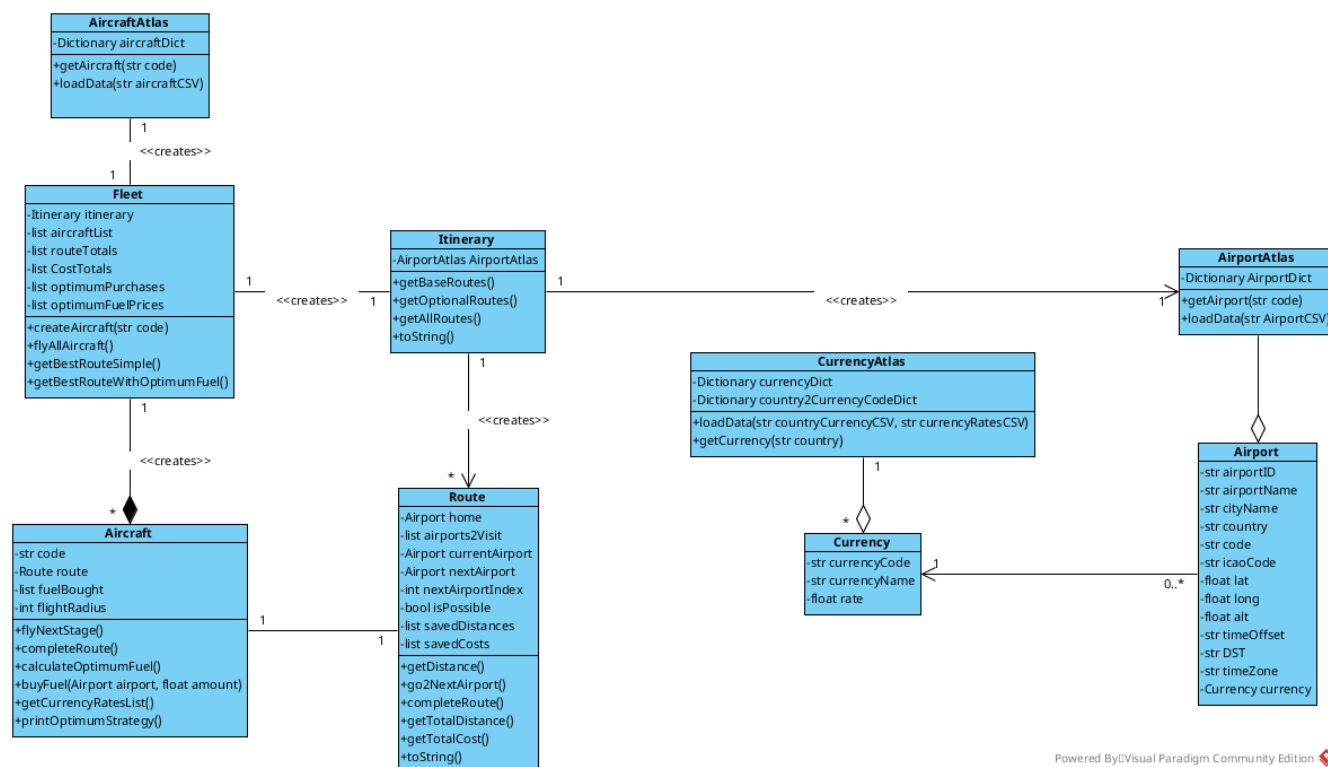 AircraftAtlas
-Dictionary aircraftDict
+getAircraft(str code)
+loadData(str aircraftCSV)
1
<<creates>>
1
Fleet
-Itinerary itinerary
-list aircraftList
-list routeTotals
-list CostTotals
-list optimumPurchases
-list optimumFuelPrices
+createAircraft(str code)
+flyAllAircraft()
+getBestRouteSimple()
+getBestRouteWithOptimumFuel()
1
<<creates>>
1
Itinerary
-AirportAtlas AirportAtlas
+getBaseRoutes()
+getOptionalRoutes()
+getAllRoutes()
+toString()
1
<<creates>>
1
AirportAtlas
-Dictionary AirportDict
+getAirport(str code)
+loadData(str AirportCSV)
CurrencyAtlas
-Dictionary currencyDict
-Dictionary country2CurrencyCodeDict
+loadData(str countryCurrencyCSV, str currencyRatesCSV)
+getCurrency(str country)
1
<<creates>>
*
1
<<creates>>
*
Aircraft
-str code
-Route route
-list fuelBought
-int flightRadius
+flyNextStage()
+completeRoute()
+calculateOptimumFuel()
+buyFuel(Airport airport, float amount)
+getCurrencyRatesList()
+printOptimumStrategy()
1
1
Route
-Airport home
-list airports2Visit
-Airport currentAirport
-Airport nextAirport
-int nextAirportIndex
-bool isPossible
-list savedDistances
-list savedCosts
+getDistance()
+go2NextAirport()
+completeRoute()
+getTotalDistance()
+getTotalCost()
+toString()
1
*
Currency
-str currencyCode
-str currencyName
-float rate
1
0..*
Airport
-str airportID
-str airportName
-str cityName
-str country
-str code
-str icaoCode
-float lat
-float long
-float alt
-str timeOffset
-str DST
-str timeZone
-Currency currency
Powered By Visual Paradigm Community Edition